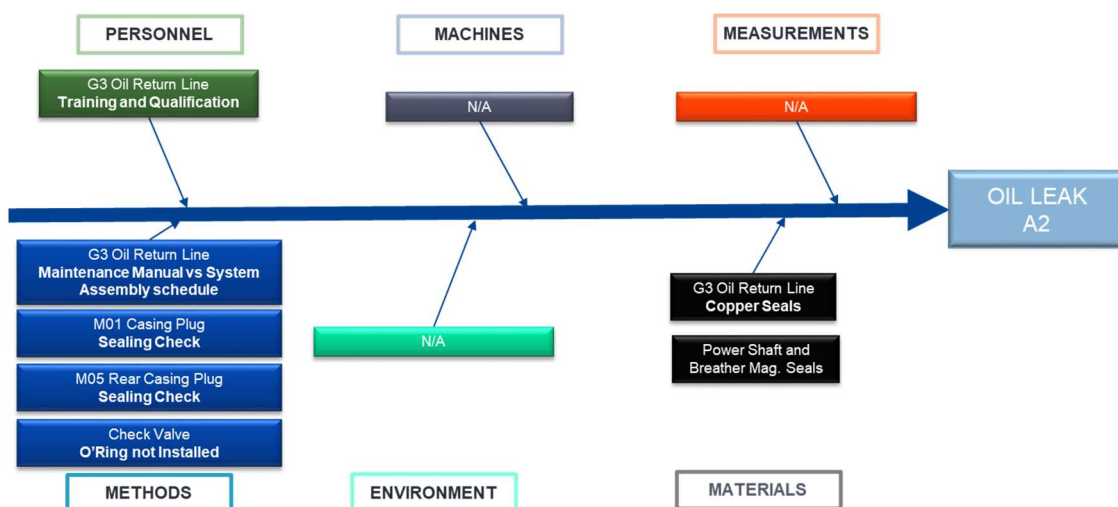 PERSONNEL
MACHINES
MEASUREMENTS
G3 Oil Return Line
Training and Qualification
N/A
N/A
OIL LEAK
A2
G3 Oil Return Line
Maintenance Manual vs System
Assembly schedule
M01 Casing Plug
Sealing Check
M05 Rear Casing Plug
Sealing Check
Check Valve
O'Ring not Installed
N/A
G3 Oil Return Line
Copper Seals
Power Shaft and
Breather Mag. Seals
METHODS
ENVIRONMENT
MATERIALS